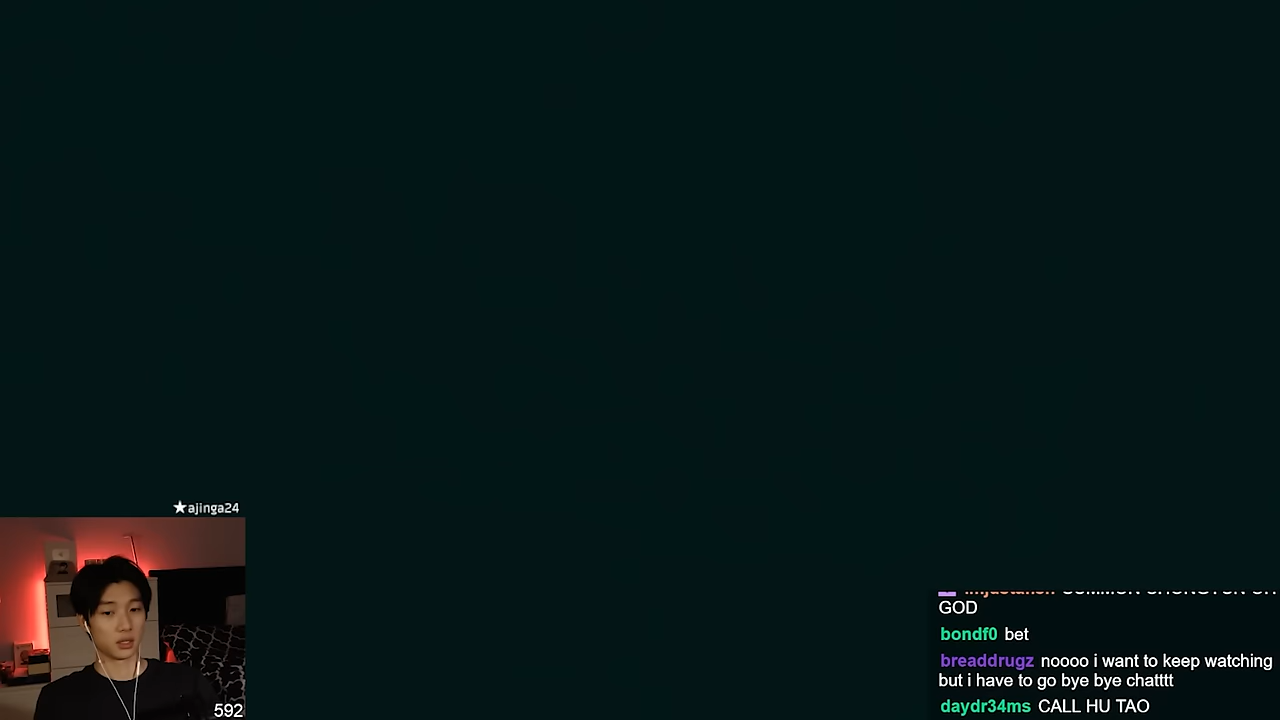 ★ajinga24
592
GOD
bondf0 bet
breaddrugz noooo i want to keep watching
but i have to go bye bye chatttt
daydr34ms CALL HU TAO